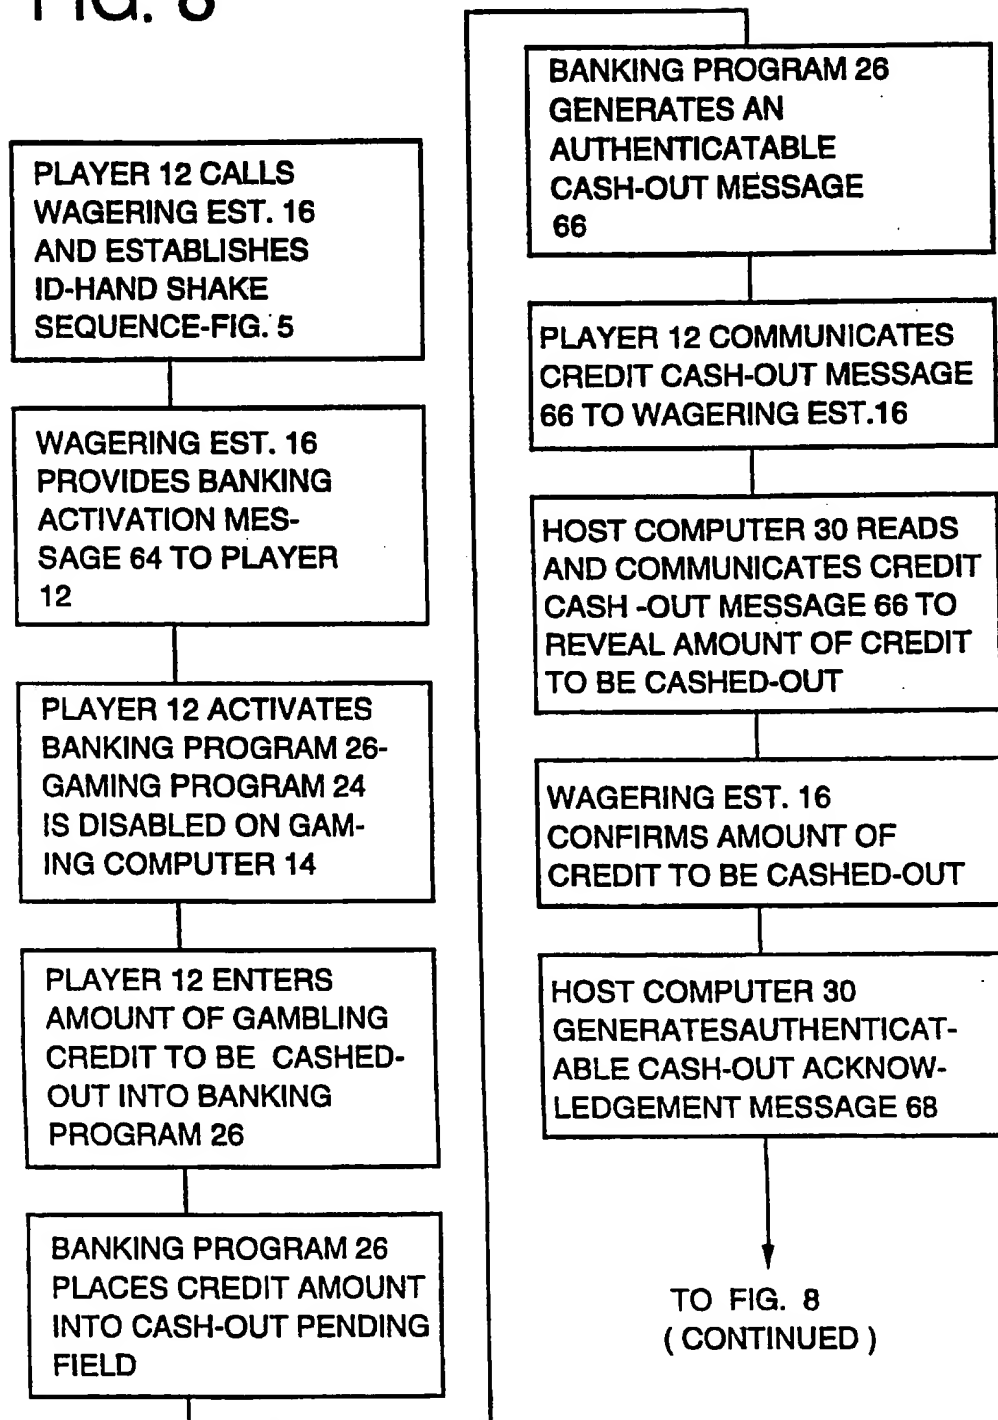 FIG. 8
PLAYER 12 CALLS
WAGERING EST. 16
AND ESTABLISHES
ID-HAND SHAKE
SEQUENCE-FIG. 5
WAGERING EST. 16
PROVIDES BANKING
ACTIVATION MES-
SAGE 64 TO PLAYER
12
PLAYER 12 ACTIVATES
BANKING PROGRAM 26-
GAMING PROGRAM 24
IS DISABLED ON GAM-
ING COMPUTER 14
PLAYER 12 ENTERS
AMOUNT OF GAMBLING
CREDIT TO BE CASHED-
OUT INTO BANKING
PROGRAM 26
BANKING PROGRAM 26
PLACES CREDIT AMOUNT
INTO CASH-OUT PENDING
FIELD
BANKING PROGRAM 26
GENERATES AN
AUTHENTICATABLE
CASH-OUT MESSAGE
66
PLAYER 12 COMMUNICATES
CREDIT CASH-OUT MESSAGE
66 TO WAGERING EST.16
HOST COMPUTER 30 READS
AND COMMUNICATES CREDIT
CASH -OUT MESSAGE 66 TO
REVEAL AMOUNT OF CREDIT
TO BE CASHED-OUT
WAGERING EST. 16
CONFIRMS AMOUNT OF
CREDIT TO BE CASHED-OUT
HOST COMPUTER 30
GENERATESAUTHENTICAT-
ABLE CASH-OUT ACKNOW-
LEDGEMENT MESSAGE 68
TO FIG. 8
( CONTINUED )